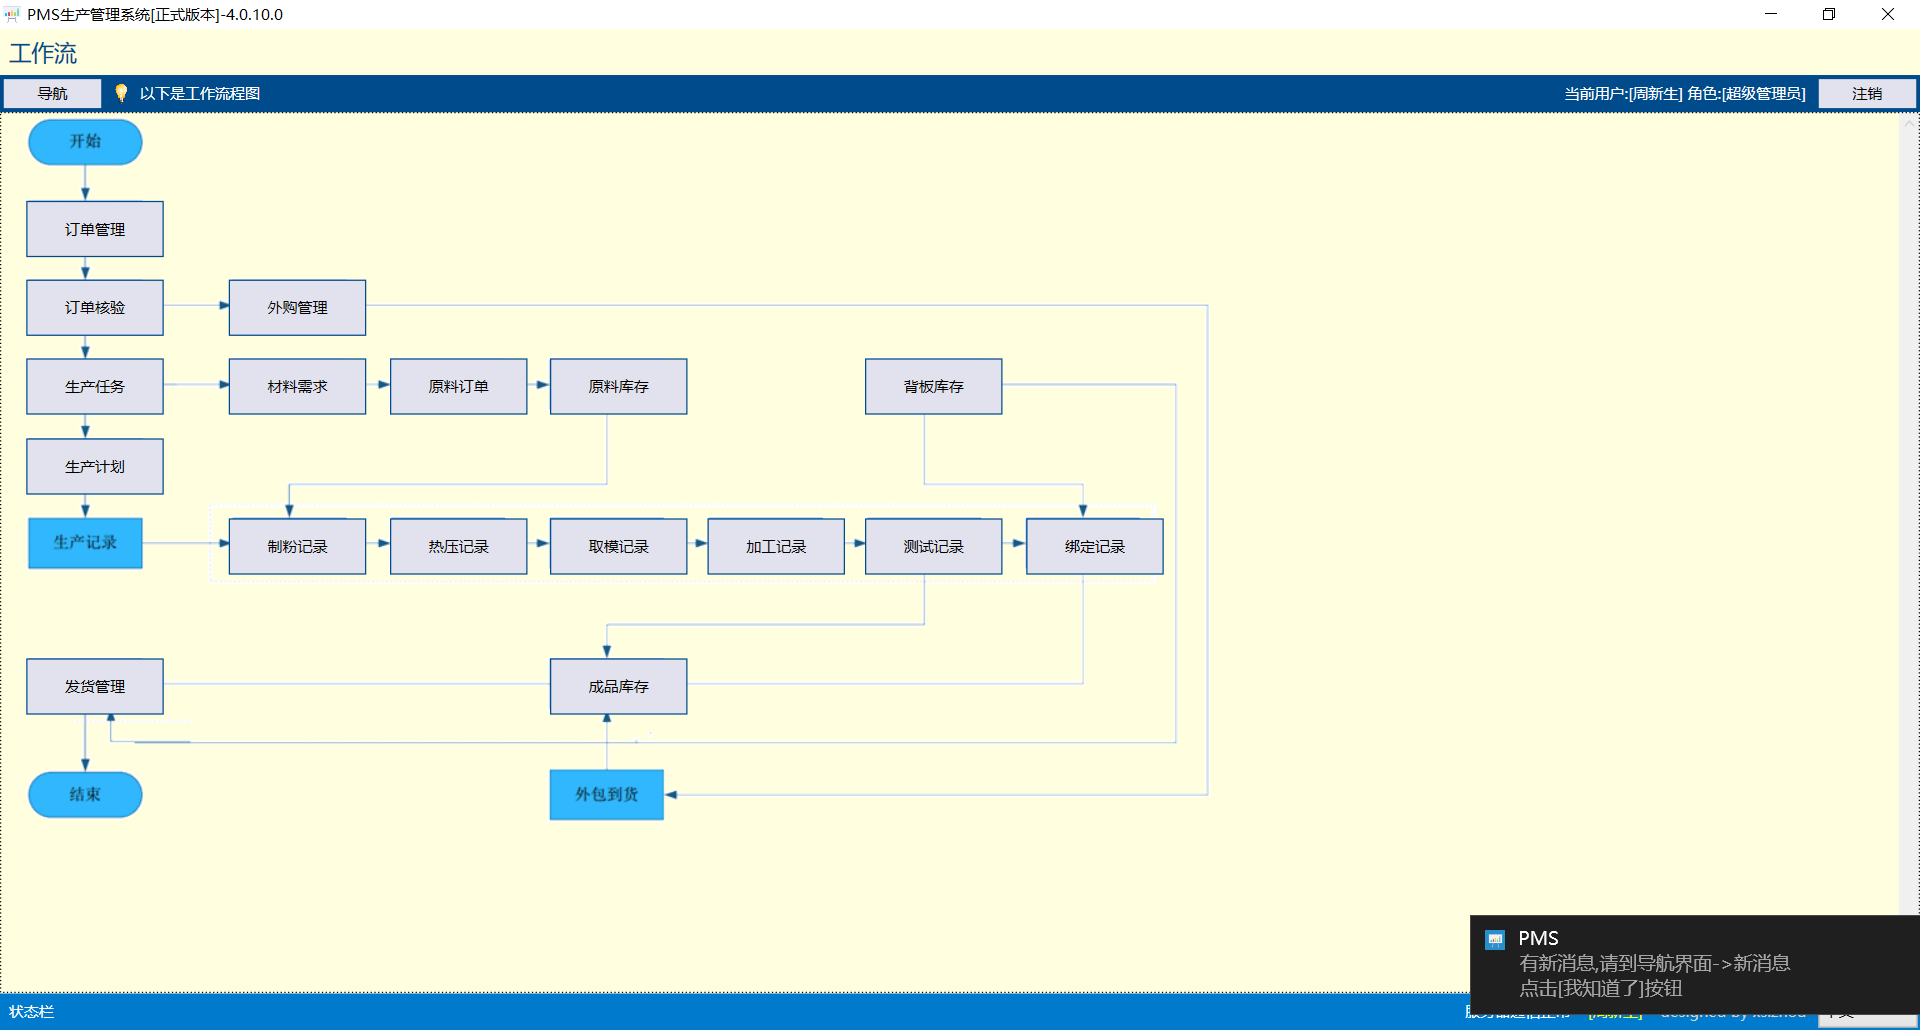 PMS生产管理系统[正式版本]-4.0.10.0
工作流
导航
以下是工作流程图
当前用户:[周新生] 角色:[超级管理员]
注销
开始
订单管理
订单核验
外购管理
生产任务
材料需求
原料订单
原料库存
背板库存
生产计划
生产记录
制粉记录
热压记录
取模记录
加工记录
测试记录
绑定记录
发货管理
成品库存
结束
外包到货
PMS
有新消息,请到导航界面->新消息
点击[我知道了]按钮
状态栏